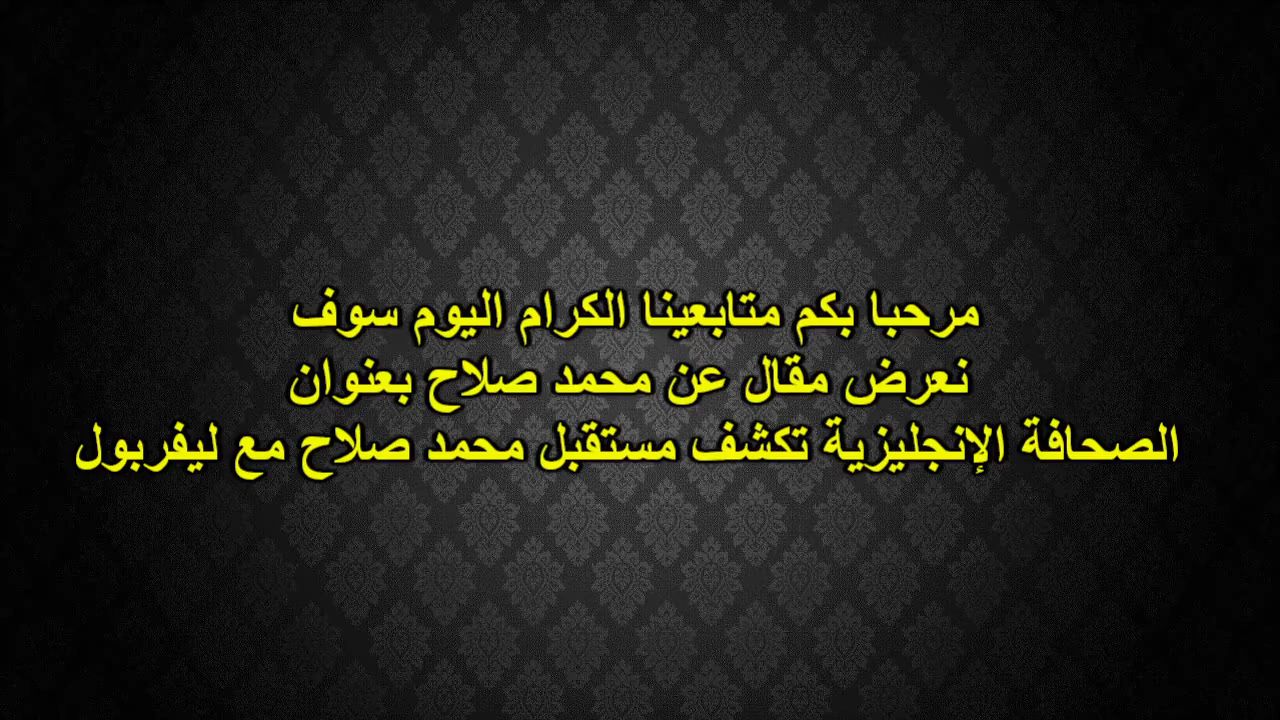 مرحبا بكم متابعينا الكرام اليوم سوف
نعرض مقال عن محمد صلاح بعنوان
الصحافة الإنجليزية تكشف مستقبل محمد صلاح مع ليفربول